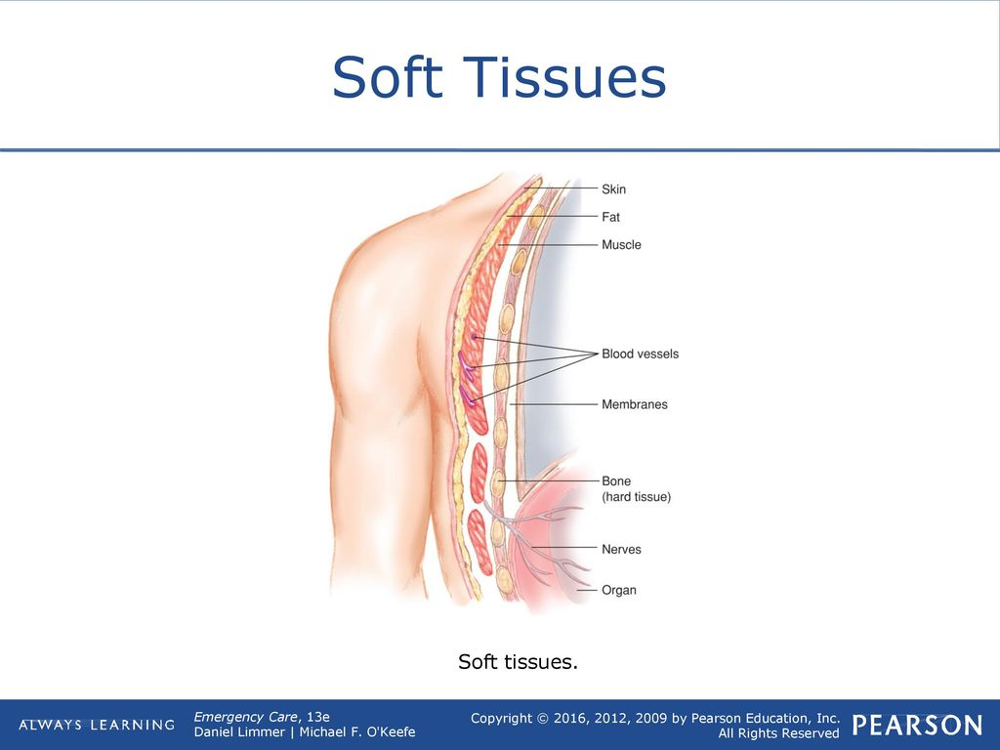 Soft Tissues
Skin
Fat
Muscle
Blood vessels
Membranes
Bone
(hard tissue)
Nerves
Organ
Soft tissues.
ALWAYS LEARNING
Emergency Care, 13e
Daniel Limmer | Michael F. O'Keefe
Copyright © 2016, 2012, 2009 by Pearson Education, Inc.
All Rights Reserved
PEARSON